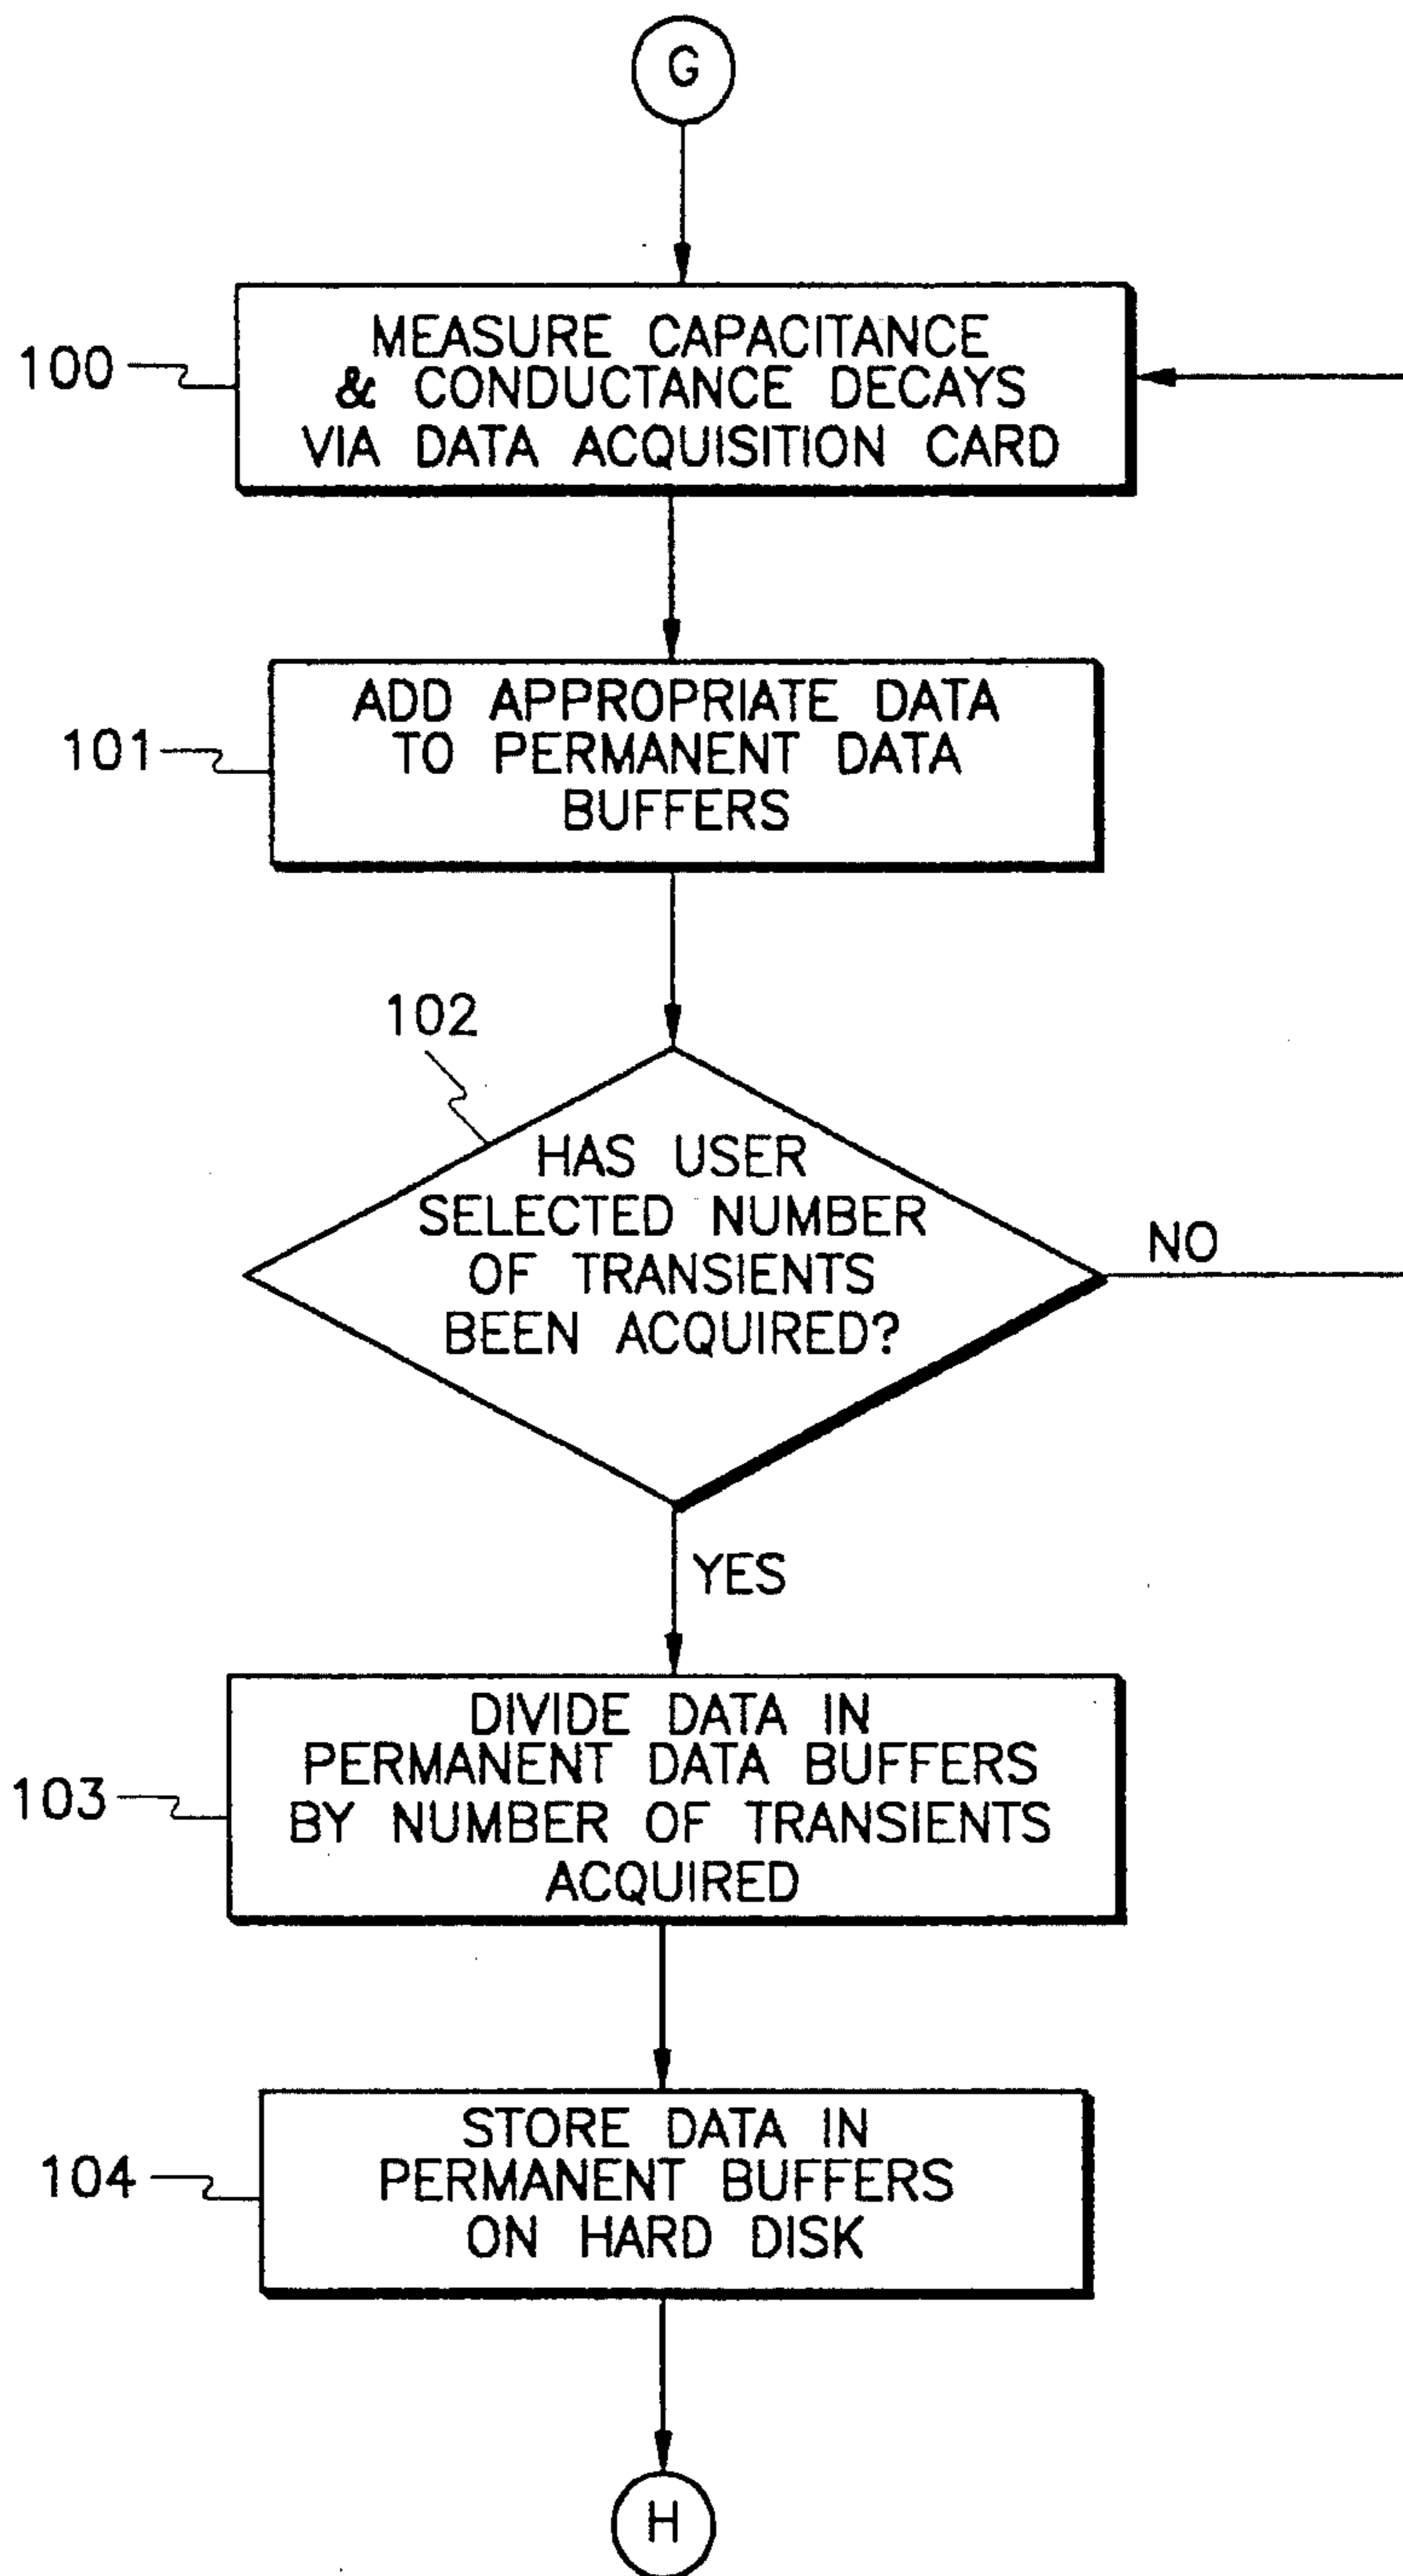 G
100
MEASURE CAPACITANCE
& CONDUCTANCE DECAYS
VIA DATA ACQUISITION CARD
101
ADD APPROPRIATE DATA
TO PERMANENT DATA
BUFFERS
102
HAS USER
SELECTED NUMBER
OF TRANSIENTS
BEEN ACQUIRED?
NO
YES
103
DIVIDE DATA IN
PERMANENT DATA BUFFERS
BY NUMBER OF TRANSIENTS
ACQUIRED
104
STORE DATA IN
PERMANENT BUFFERS
ON HARD DISK
H